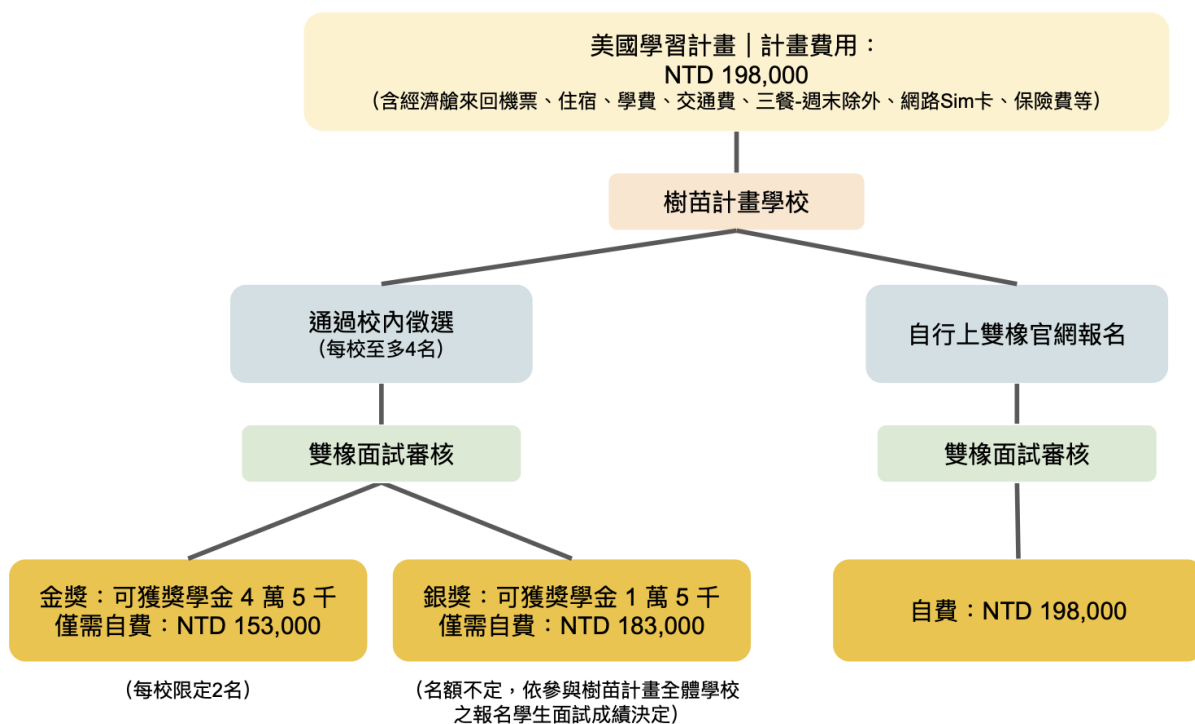 美國學習計畫｜計畫費用：
NTD 198,000
（含經濟艙來回機票、住宿、學費、交通費、三餐-週末除外、網路Sim卡、保險費等）
樹苗計畫學校
通過校內徵選
（每校至多4名）
自行上雙橡官網報名
雙橡面試審核
雙橡面試審核
金獎：可獲獎學金 4 萬 5 千
僅需自費：NTD 153,000
銀獎：可獲獎學金 1 萬 5 千
僅需自費：NTD 183,000
自費：NTD 198,000
（每校限定2名）
（名額不定，依參與樹苗計畫全體學校
之報名學生面試成績決定）